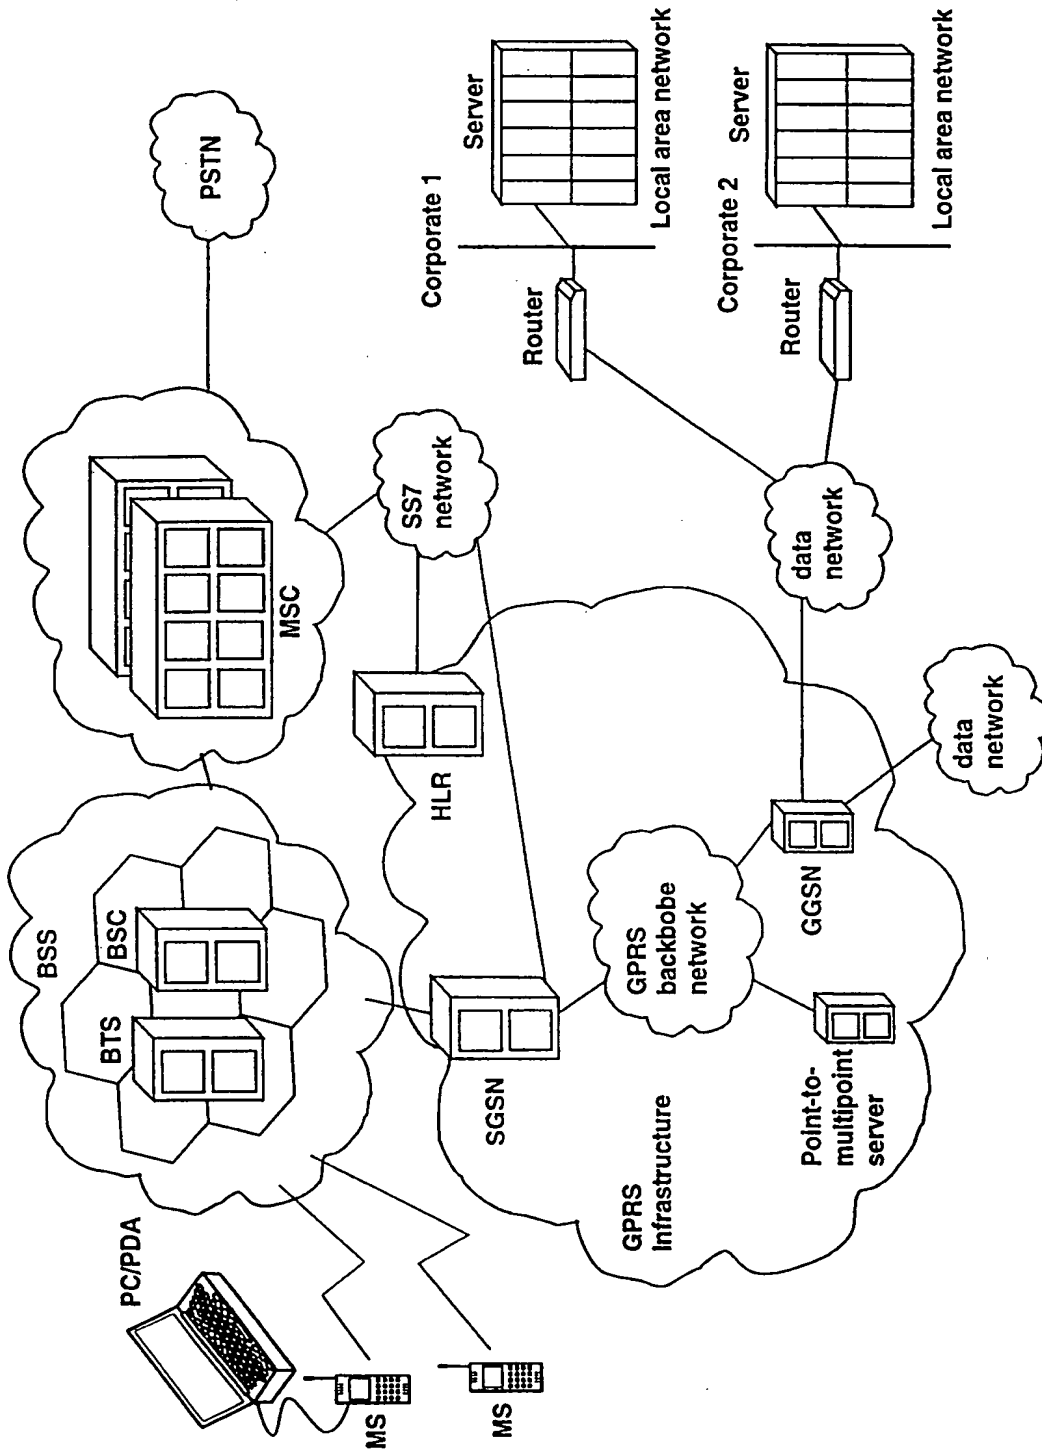 PC/PDA
MS
MS
BSS
BTS
BSC
MSC
PSTN
SS7
network
HLR
SGSN
GPRS
Infrastructure
GPRS
backbobe
network
Point-to-
multipoint
server
GGSN
data
network
data
network
Corporate 1
Router
Server
Local area network
Corporate 2
Router
Server
Local area network